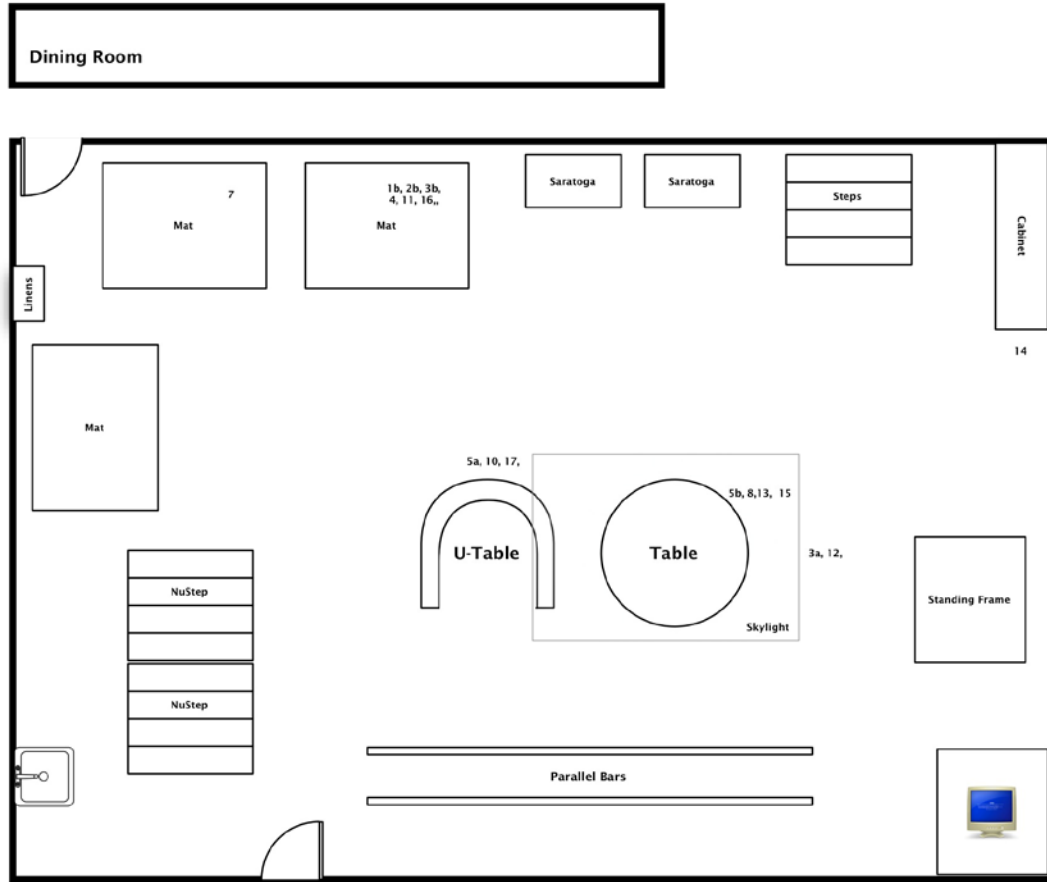 Dining Room
7
Mat
1b, 2b, 3b,
4, 11, 16,,
Mat
Saratoga
Saratoga
Steps
Cabinet
Linens
14
Mat
5a, 10, 17,
5b, 8,13, 15
U-Table
Table
3a, 12,
Skylight
NuStep
Standing Frame
NuStep
Parallel Bars